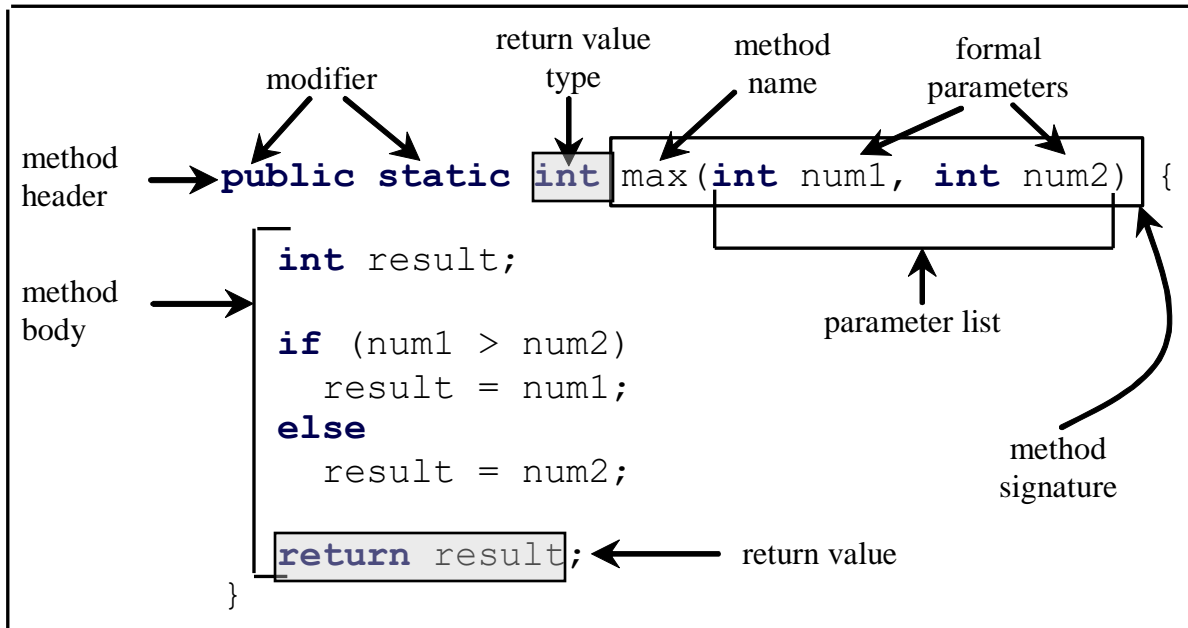 return value
type
method
name
formal
parameters
modifier
method
header
public static int max(int num1, int num2) {
int result;
method
body
parameter list
if (num1 > num2)
result = num1;
else
result = num2;
method
signature
return result;
return value
}